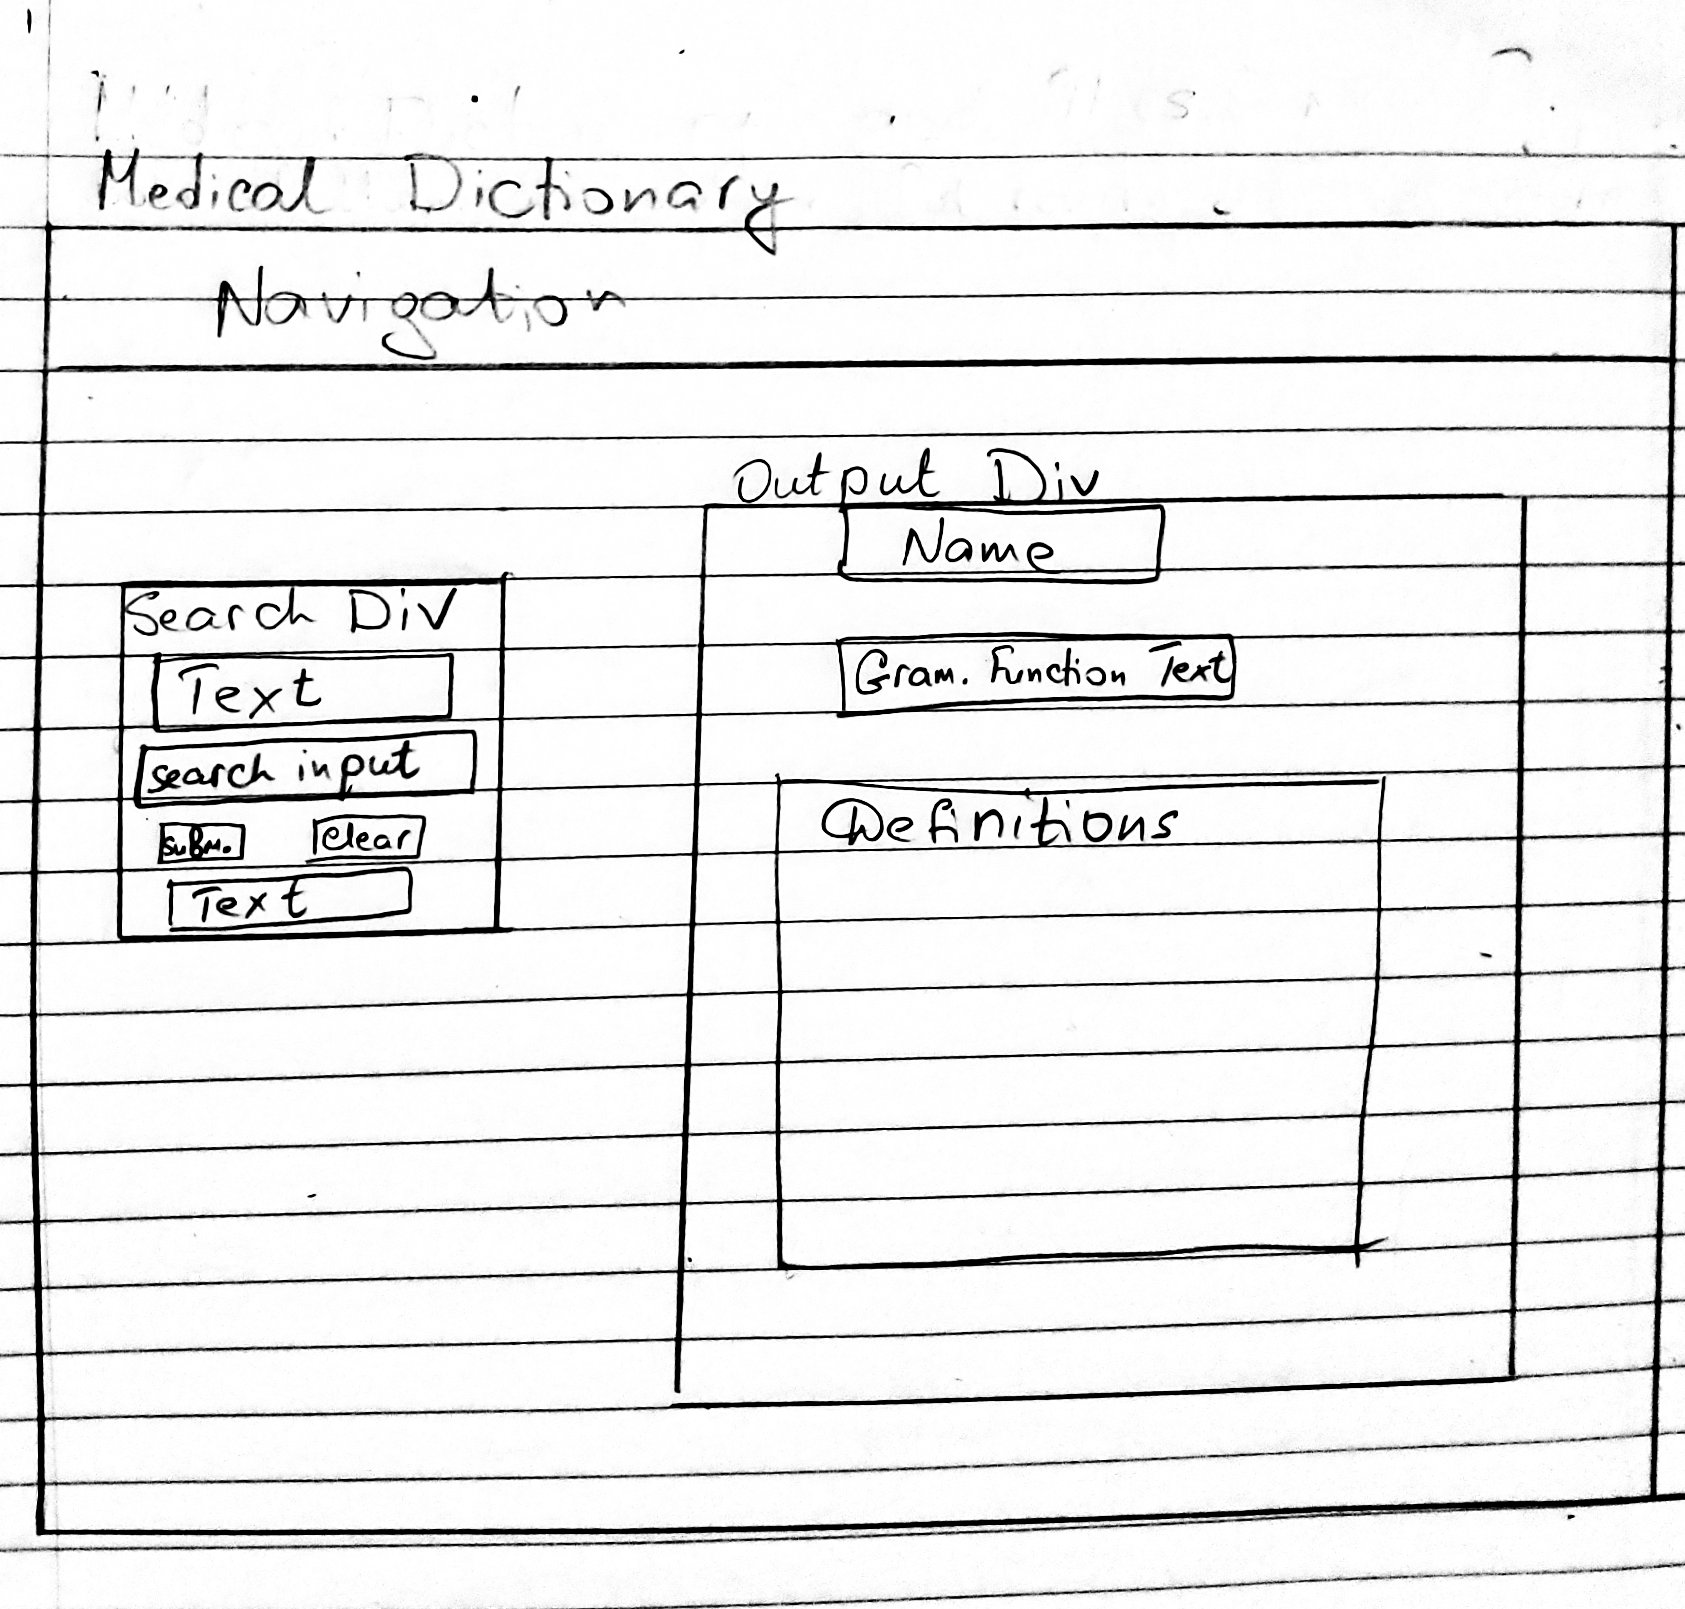 Medical Dictionary
Navigation
Search Div
Text
search input
subm. clear
Text
Output Div
Name
Gram. Function Text
Definitions